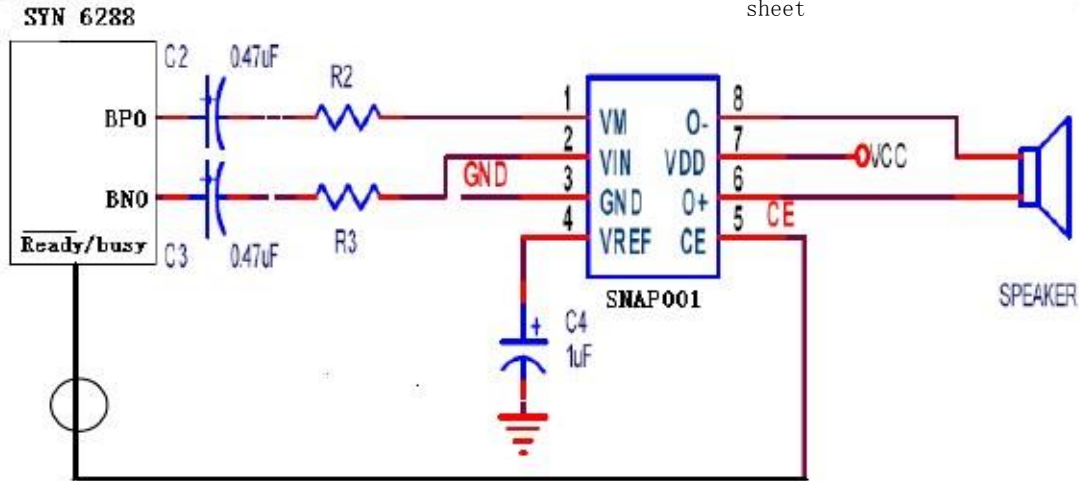 sheet
SYN 6288
C2 0.47uF
R2
BP0
BN0
Ready/busy
C3 0.47uF
R3
GND
1
2
3
4
VM
VIN
GND
VREF
O-
VDD
O+
CE
8
7
6
5
SNAP001
VCC
CE
SPEAKER
C4
1uF
+